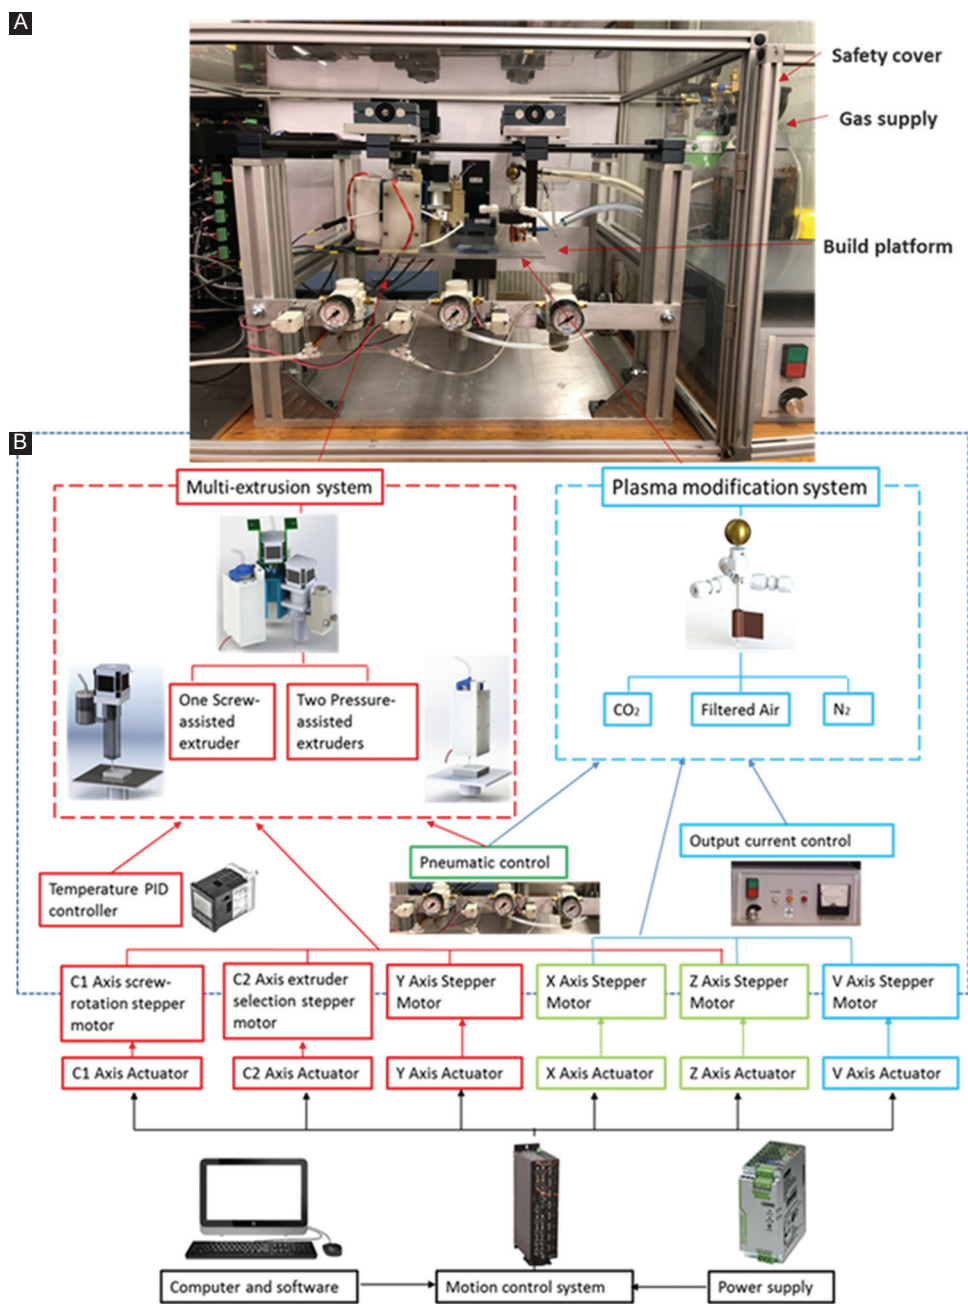 A
Safety cover
Gas supply
Build platform
B
Multi-extrusion system
Plasma modification system
One Screw-
assisted
extruder
Two Pressure-
assisted
extruders
CO₂
Filtered Air
N₂
Pneumatic control
Output current control
Temperature PID
controller
C1 Axis screw-
rotation stepper
motor
C2 Axis extruder
selection stepper
motor
Y Axis Stepper
Motor
X Axis Stepper
Motor
Z Axis Stepper
Motor
V Axis Stepper
Motor
C1 Axis Actuator
C2 Axis Actuator
Y Axis Actuator
X Axis Actuator
Z Axis Actuator
V Axis Actuator
Computer and software
Motion control system
Power supply